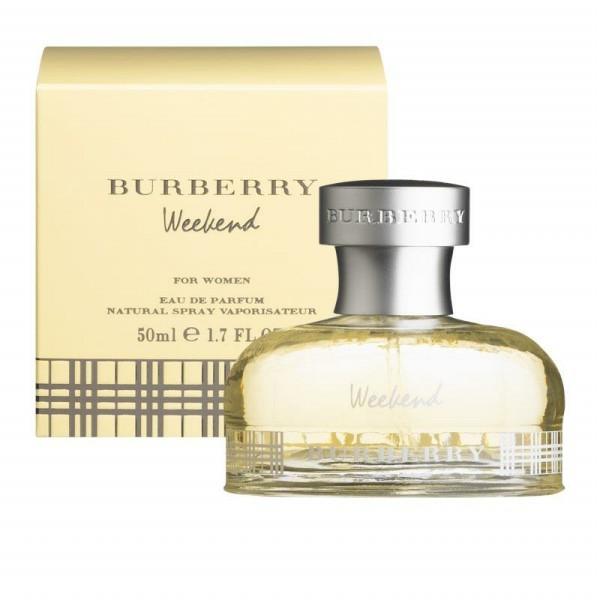 BURBERRY
Weekend
FOR WOMEN
EAU DE PARFUM
NATURAL SPRAY VAPORISATEUR
50ml e 1.7 FL
BURBERRY
Weekend
BURBERRY